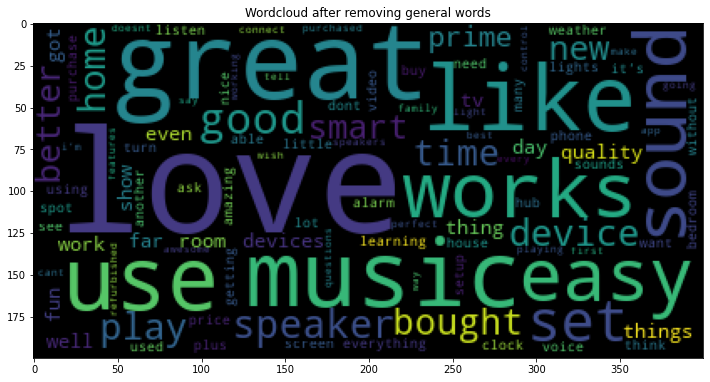 Wordcloud after removing general words
0
25
50
75
100
125
150
175
0 50 100 150 200 250 300 350
doesnt listen connect purchased prime new weather make
know got home great need lights it's control
purchase nice working tell buy many like going
better say good dont video tv phone app sound
even able little smart family light best without
i'm turn love wish speakers time day quality
using features show another amazing ask every sounds
spot alarm works hub bedroom
see lot perfect thing device want
work far room devices learning house
cant awesome getting questions playing first
fun use refurbished music way setup easy
play price speaker bought set things
well used plus screen everything clock voice think